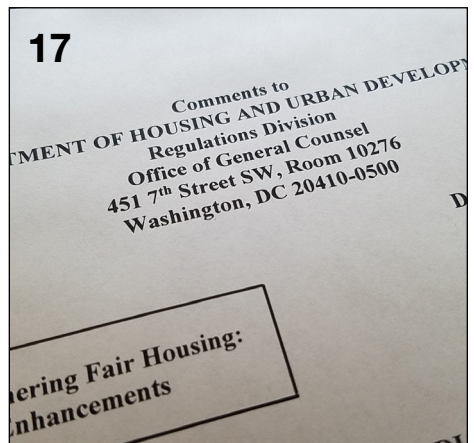 17
Comments to
TMENT OF HOUSING AND URBAN DEVELOP
Regulations Division
Office of General Counsel
451 7th Street SW, Room 10276
Washington, DC 20410-0500
D
hering Fair Housing:
Enhancements